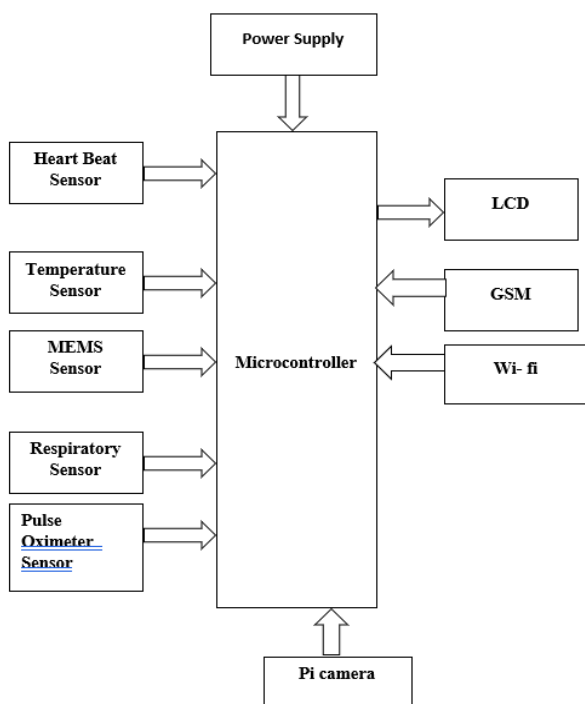 Power Supply
Heart Beat
Sensor
Temperature
Sensor
MEMS
Sensor
Respiratory
Sensor
Pulse
Oximeter
Sensor
Microcontroller
LCD
GSM
Wi- fi
Pi camera